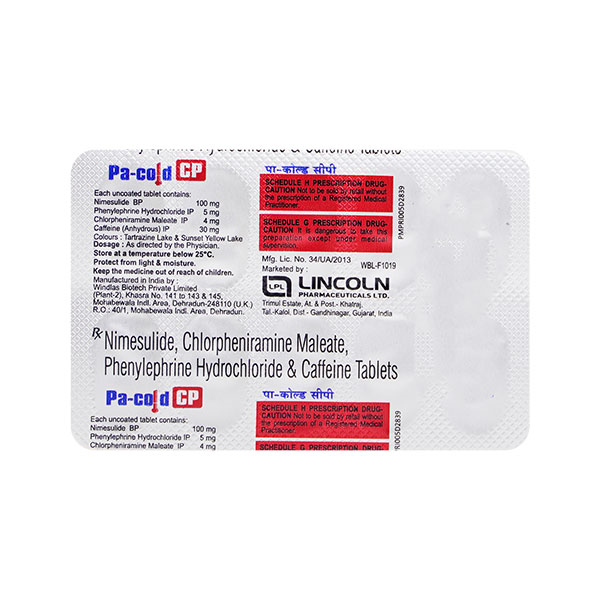 Phenylephrine Hydrochloride & Caffeine Tablets
Pa-cold CP
Each uncoated tablet contains:
Nimesulide BP 100 mg
Phenylephrine Hydrochloride IP 5 mg
Chlorpheniramine Maleate IP 4 mg
Caffeine (Anhydrous) IP 30 mg
Colours : Tartrazine Lake & Sunset Yellow Lake
Dosage : As directed by the Physician.
Store at a temperature below 25°C.
Protect from light & moisture.
Keep the medicine out of reach of children.
Manufactured in India by :
Windlas Biotech Private Limited
(Plant-2), Khasra No. 141 to 143 & 145,
Mohabewala Indl. Area, Dehradun-248110 (U.K.)
R.O.: 40/1, Mohabewala Indl. Area, Dehradun.
पा-कोल्ड सीपी
SCHEDULE H PRESCRIPTION DRUG-
CAUTION Not to be sold by retail without
the prescription of a Registered Medical
Practitioner.
SCHEDULE G PRESCRIPTION DRUG-
CAUTION: It is dangerous to take this
preparation except under medical
supervision.
Mfg. Lic. No. 34/UA/2013
WBL-F1019
Marketed by :
LPL LINCOLN
PHARMACEUTICALS LTD.
Trimul Estate, At. & Post.- Khatraj,
Tal.-Kalol, Dist - Gandhinagar, Gujarat, India
PMPRI005D2839
Rx Nimesulide, Chlorpheniramine Maleate,
Phenylephrine Hydrochloride & Caffeine Tablets
Pa-cold CP
Each uncoated tablet contains:
Nimesulide BP 100 mg
Phenylephrine Hydrochloride IP 5 mg
Chlorpheniramine Maleate IP 4 mg
पा-कोल्ड सीपी
SCHEDULE H PRESCRIPTION DRUG-
CAUTION Not to be sold by retail without
the prescription of a Registered Medical
Practitioner.
SCHEDULE G PRESCRIPTION DRUG-
RI005D2839